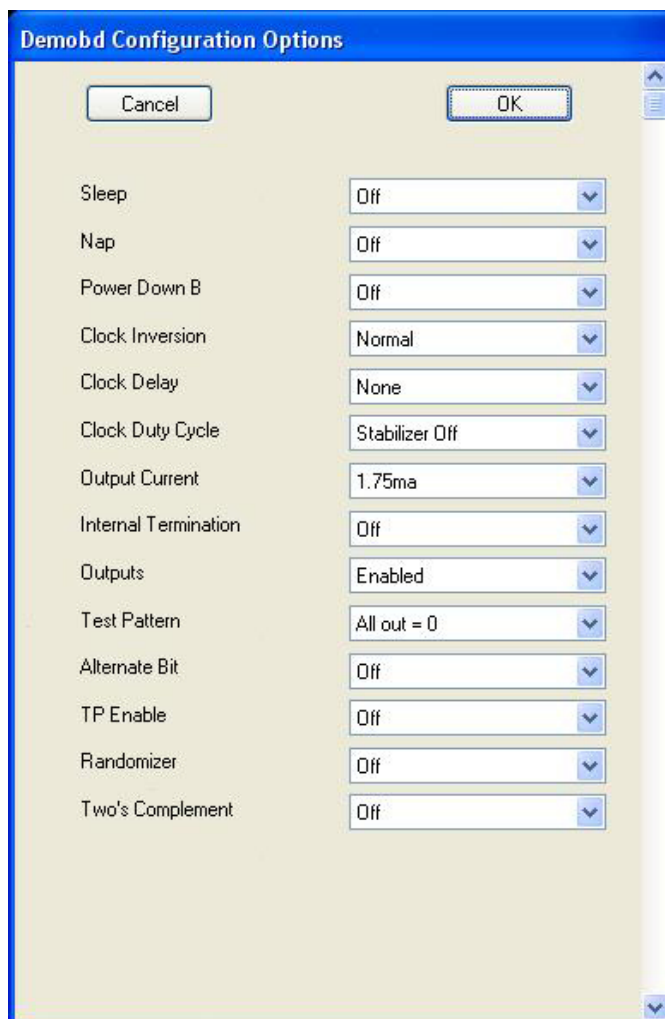 Demobd Configuration Options
Cancel OK
Sleep Off
Nap Off
Power Down B Off
Clock Inversion Normal
Clock Delay None
Clock Duty Cycle Stabilizer Off
Output Current 1.75ma
Internal Termination Off
Outputs Enabled
Test Pattern All out = 0
Alternate Bit Off
TP Enable Off
Randomizer Off
Two's Complement Off